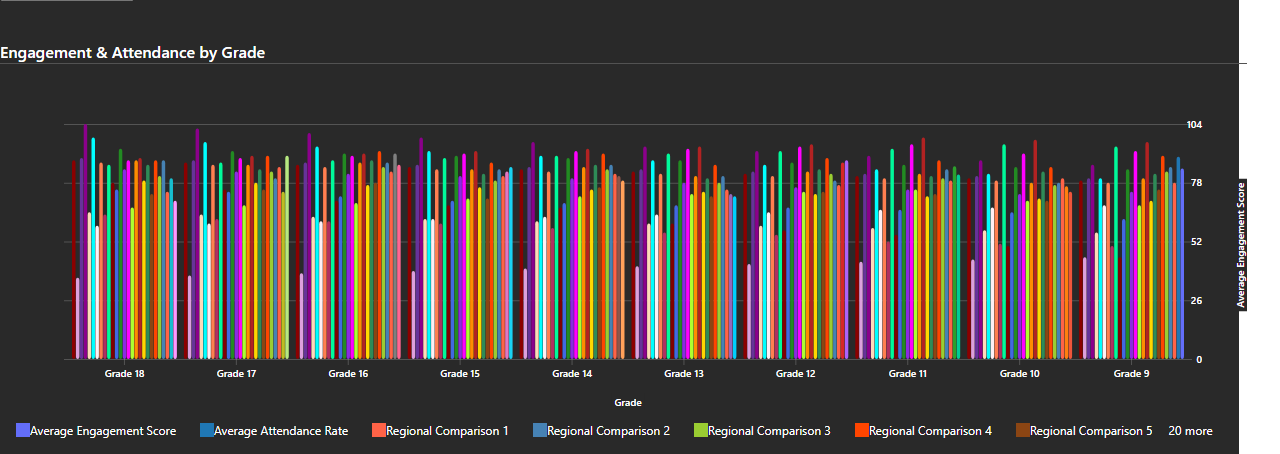 Engagement & Attendance by Grade
104
78
52
26
0
Average Engagement Score
Grade 18 Grade 17 Grade 16 Grade 15 Grade 14 Grade 13 Grade 12 Grade 11 Grade 10 Grade 9
Grade
Average Engagement Score Average Attendance Rate Regional Comparison 1 Regional Comparison 2 Regional Comparison 3 Regional Comparison 4 Regional Comparison 5 20 more